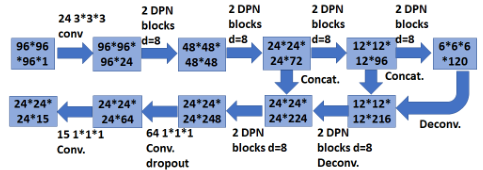 24 3*3*3
conv
2 DPN
blocks
d=8
2 DPN
blocks
d=8
2 DPN
blocks
d=8
2 DPN
blocks
d=8
96*96
*96*1
96*96*
96*24
48*48*
48*48
24*24*
24*72
12*12*
12*96
6*6*6
*120
Concat.
Concat.
24*24*
24*15
24*24*
24*64
24*24*
24*248
24*24*
24*224
12*12*
12*216
Deconv.
15 1*1*1
Conv.
64 1*1*1
Conv.
dropout
2 DPN
blocks d=8
2 DPN
blocks d=8
Deconv.